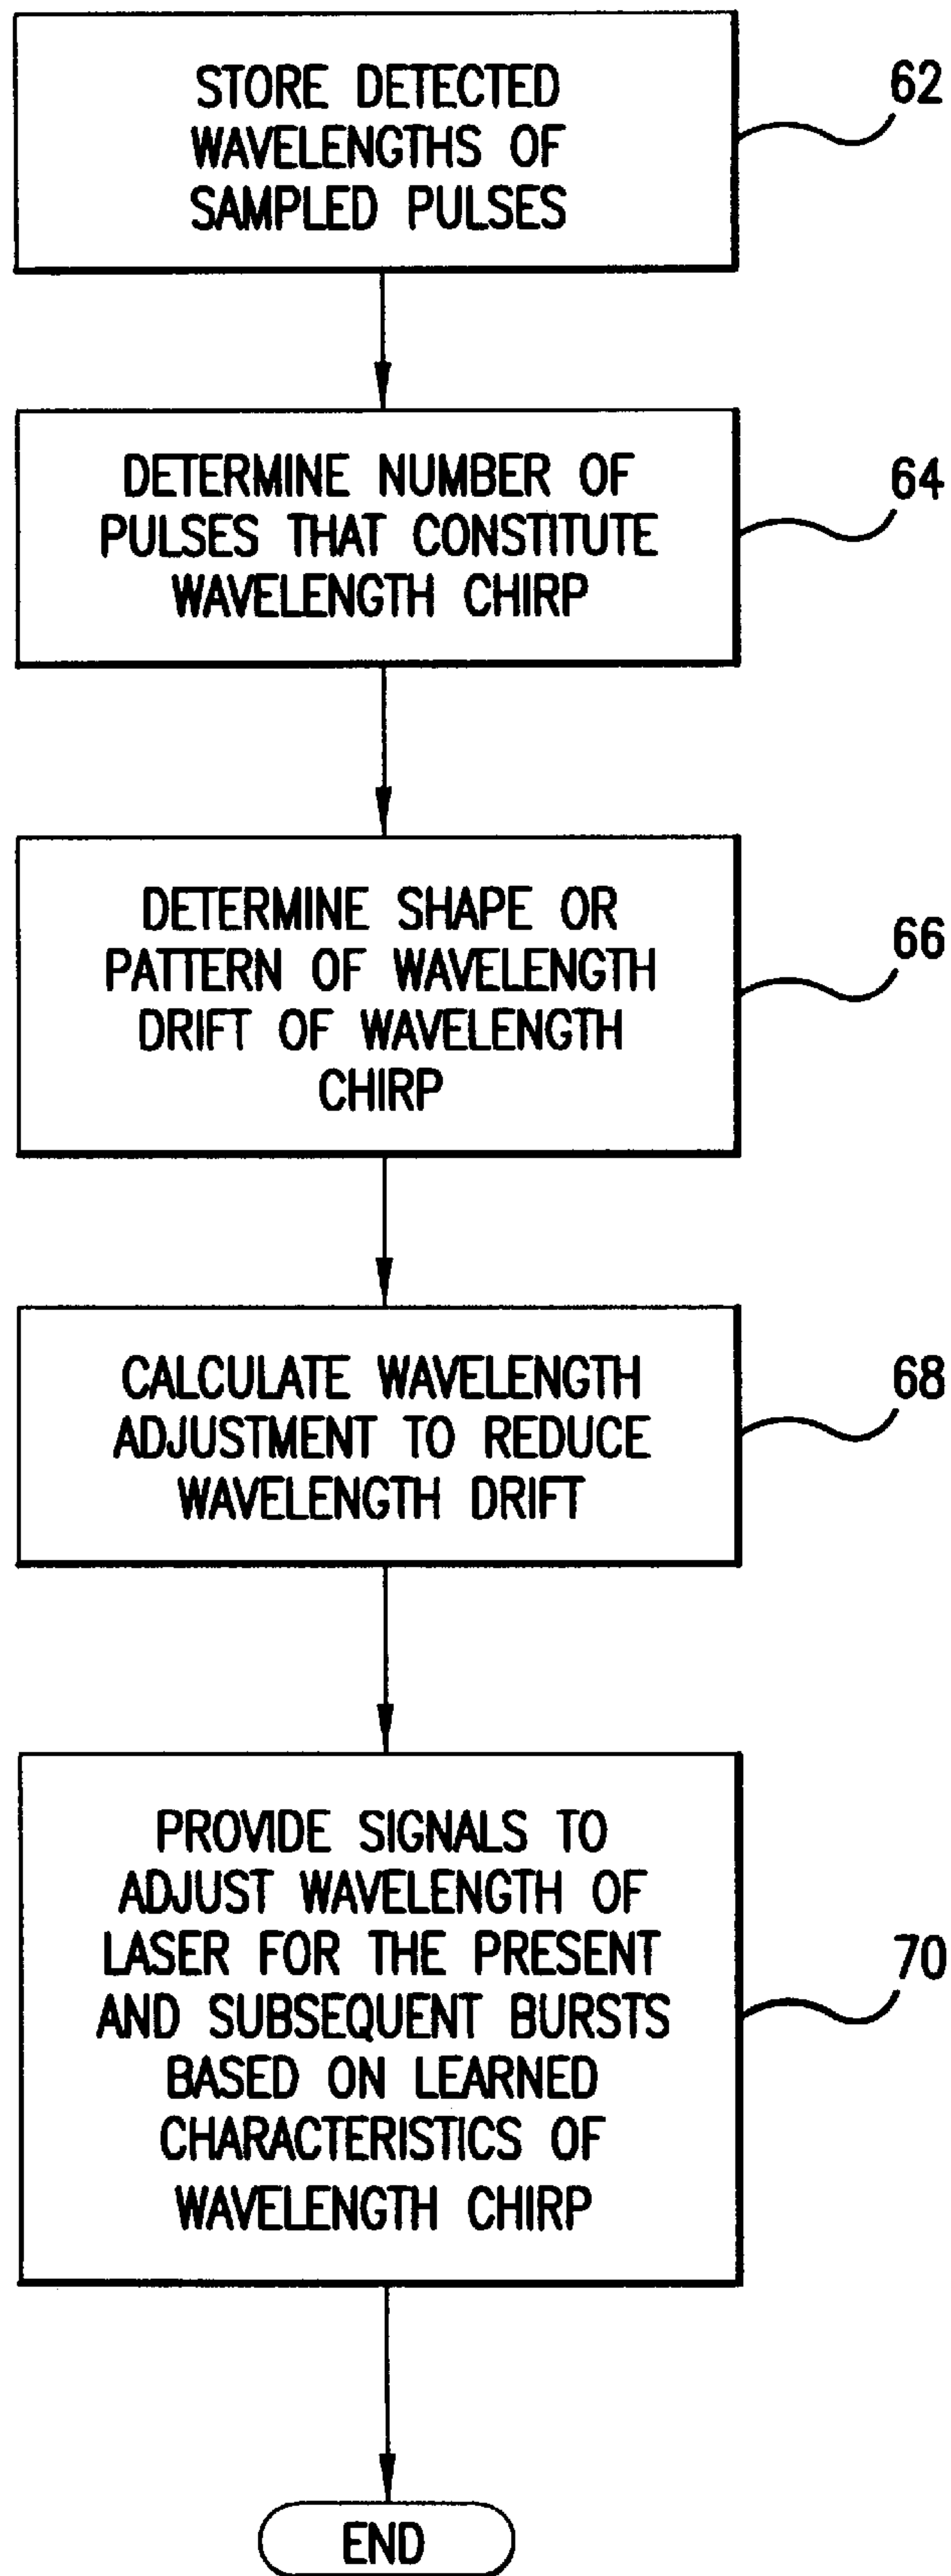 STORE DETECTED
WAVELENGTHS OF
SAMPLED PULSES
62
DETERMINE NUMBER OF
PULSES THAT CONSTITUTE
WAVELENGTH CHIRP
64
DETERMINE SHAPE OR
PATTERN OF WAVELENGTH
DRIFT OF WAVELENGTH
CHIRP
66
CALCULATE WAVELENGTH
ADJUSTMENT TO REDUCE
WAVELENGTH DRIFT
68
PROVIDE SIGNALS TO
ADJUST WAVELENGTH OF
LASER FOR THE PRESENT
AND SUBSEQUENT BURSTS
BASED ON LEARNED
CHARACTERISTICS OF
WAVELENGTH CHIRP
70
END